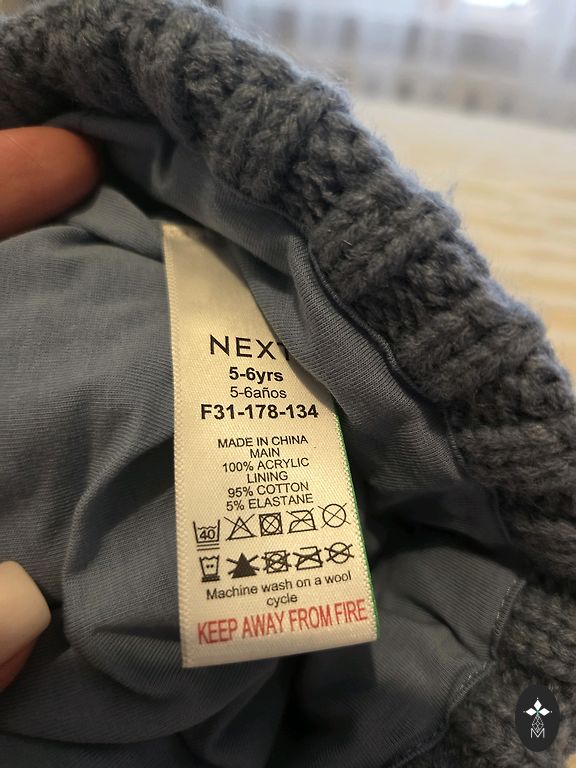 NEXT
5-6yrs
5-6años
F31-178-134
MADE IN CHINA
MAIN
100% ACRYLIC
LINING
95% COTTON
5% ELASTANE
40
Machine wash on a wool
cycle
KEEP AWAY FROM FIRE
M